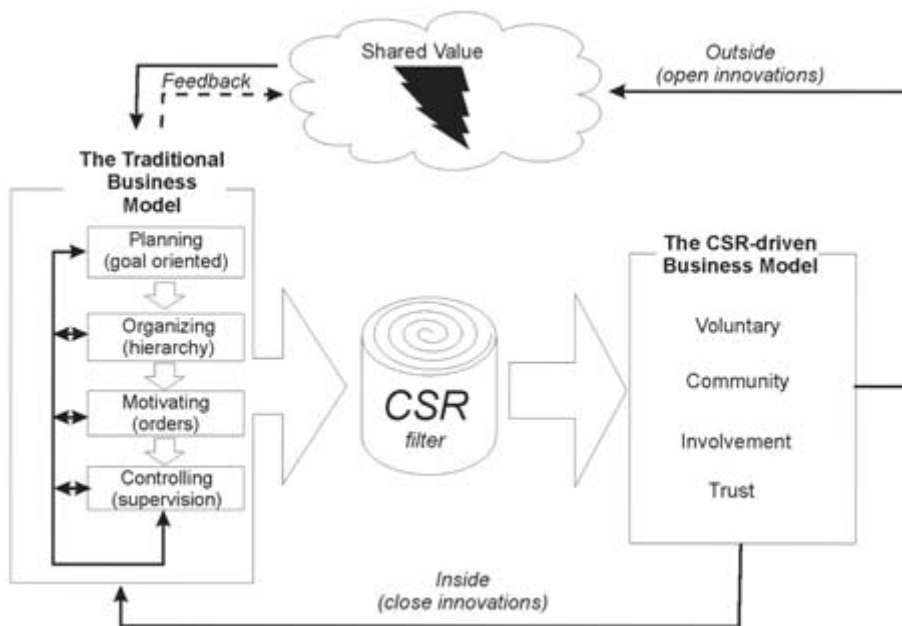 Shared Value
Outside
(open innovations)
Feedback
The Traditional
Business
Model
Planning
(goal oriented)
Organizing
(hierarchy)
Motivating
(orders)
Controlling
(supervision)
CSR
filter
The CSR-driven
Business Model
Voluntary
Community
Involvement
Trust
Inside
(close innovations)